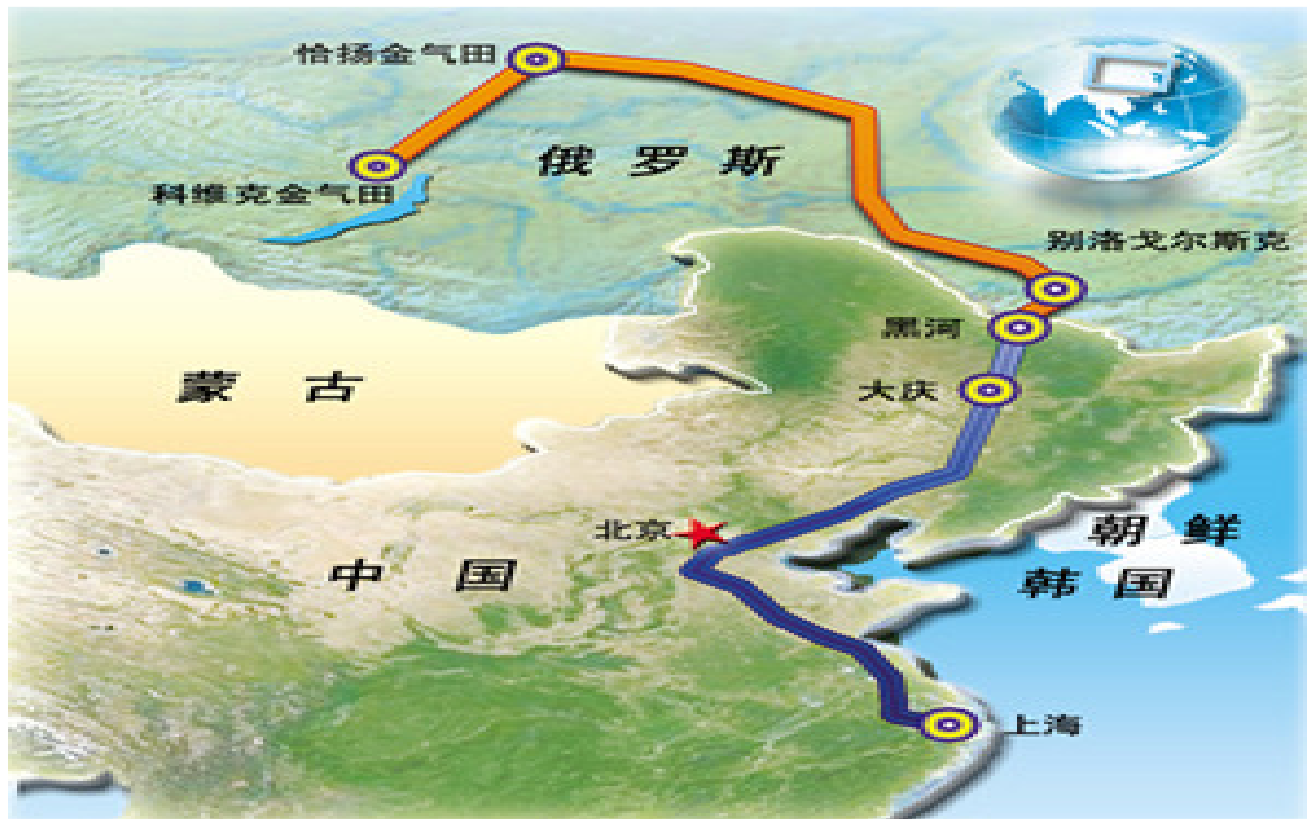 恰扬金气田
俄罗斯
科维克金气田
别洛戈尔斯克
黑河
蒙古
大庆
北京
朝鲜
中国
韩国
上海